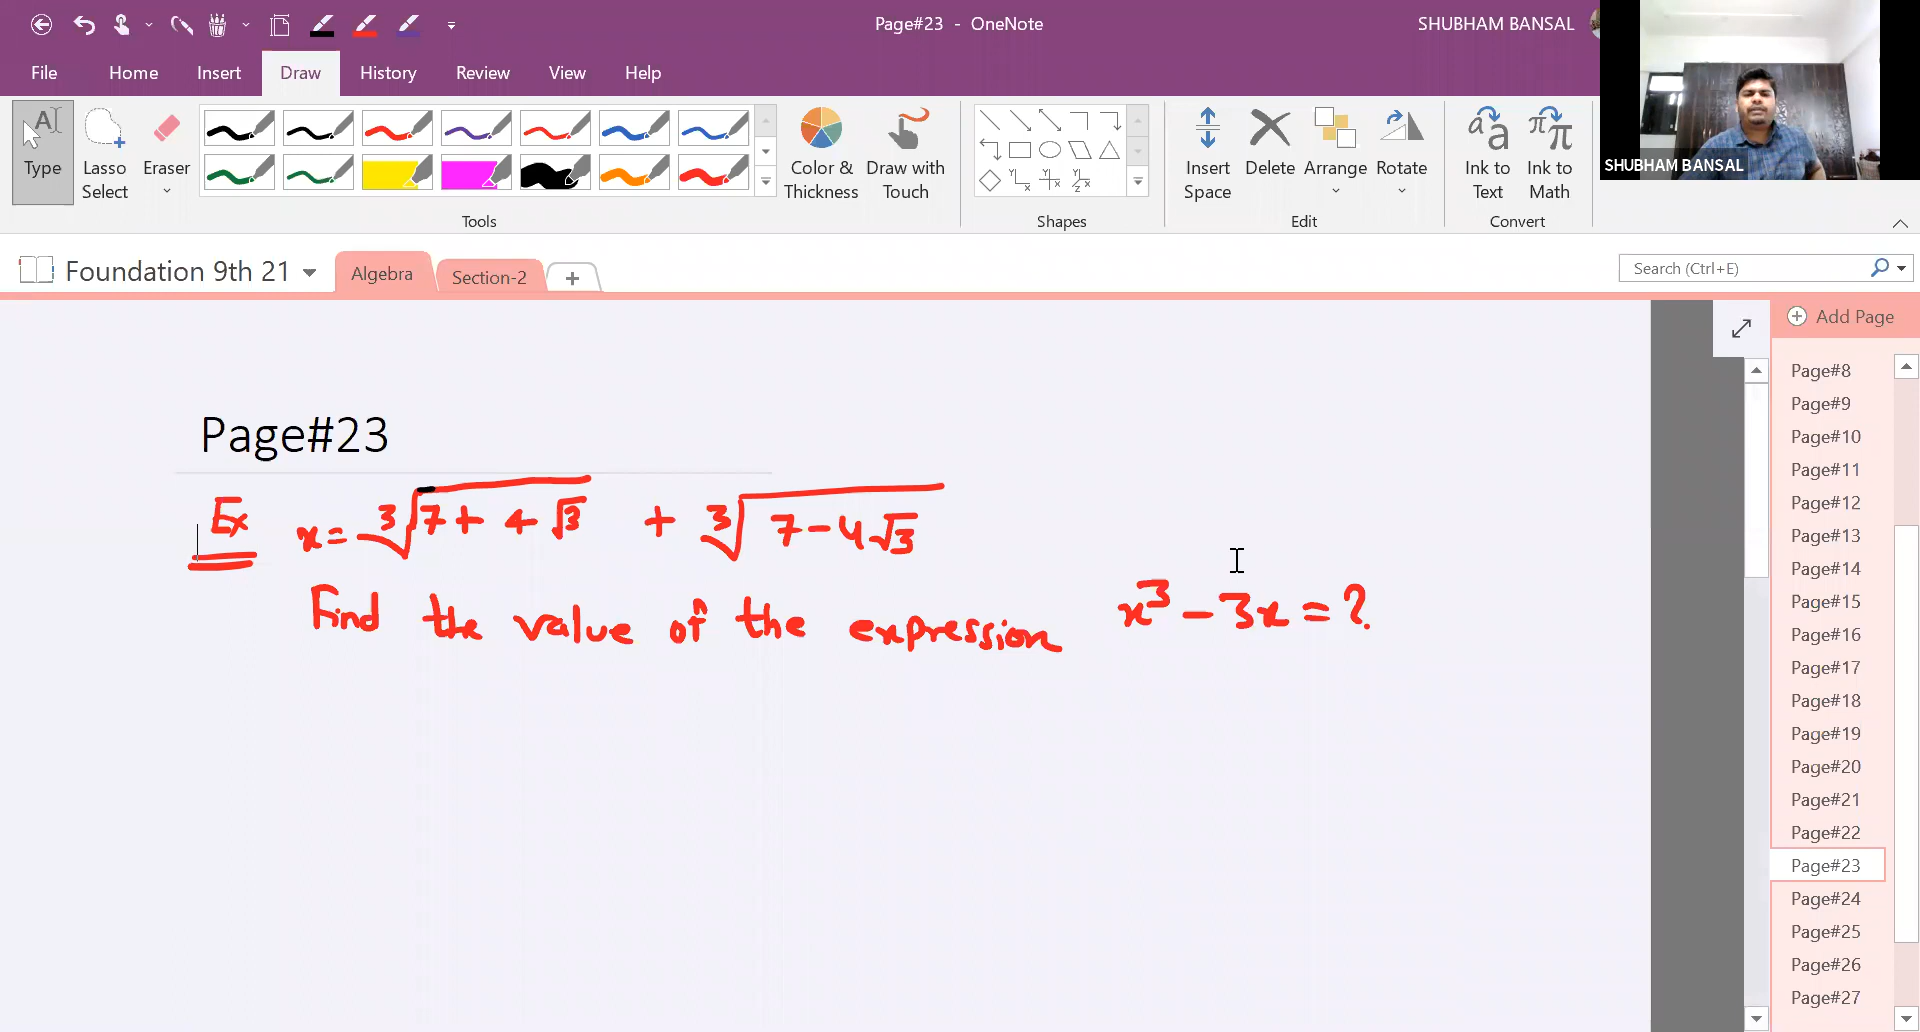 Page#23 - OneNote
SHUBHAM BANSAL
File Home Insert Draw History Review View Help
Type
Lasso Select
Eraser
Color & Thickness
Draw with Touch
Insert Space
Delete
Arrange
Rotate
Ink to Text
Ink to Math
SHUBHAM BANSAL
Tools
Shapes
Edit
Convert
Foundation 9th 21
Algebra
Section-2
Search (Ctrl+E)
Add Page
Page#23
Ex x = ∛(7 + 4√3) + ∛(7 - 4√3)
Find the value of the expression x³ - 3x = ?
Page#8
Page#9
Page#10
Page#11
Page#12
Page#13
Page#14
Page#15
Page#16
Page#17
Page#18
Page#19
Page#20
Page#21
Page#22
Page#23
Page#24
Page#25
Page#26
Page#27